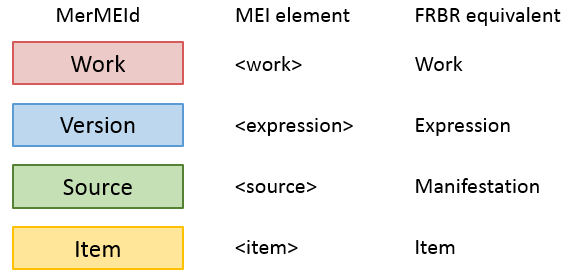 MerMEId MEI element FRBR equivalent
Work <work> Work
Version <expression> Expression
Source <source> Manifestation
Item <item> Item